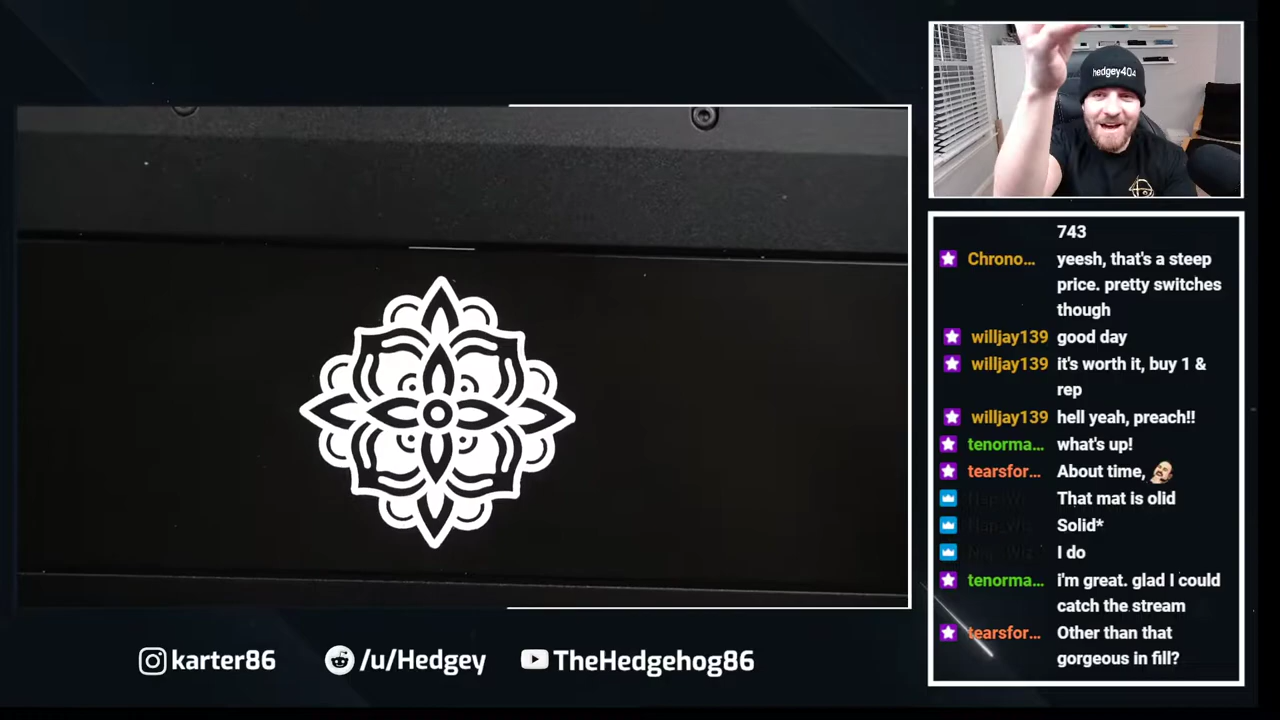 hedgey404
743
Chrono… yeesh, that's a steep
price. pretty switches
though
willjay139 good day
willjay139 it's worth it, buy 1 &
rep
willjay139 hell yeah, preach!!
tenorma… what's up!
tearsfor… About time,
That mat is olid
Solid*
I do
tenorma… i'm great. glad I could
catch the stream
tearsfor… Other than that
gorgeous in fill?
karter86
/u/Hedgey
TheHedgehog86